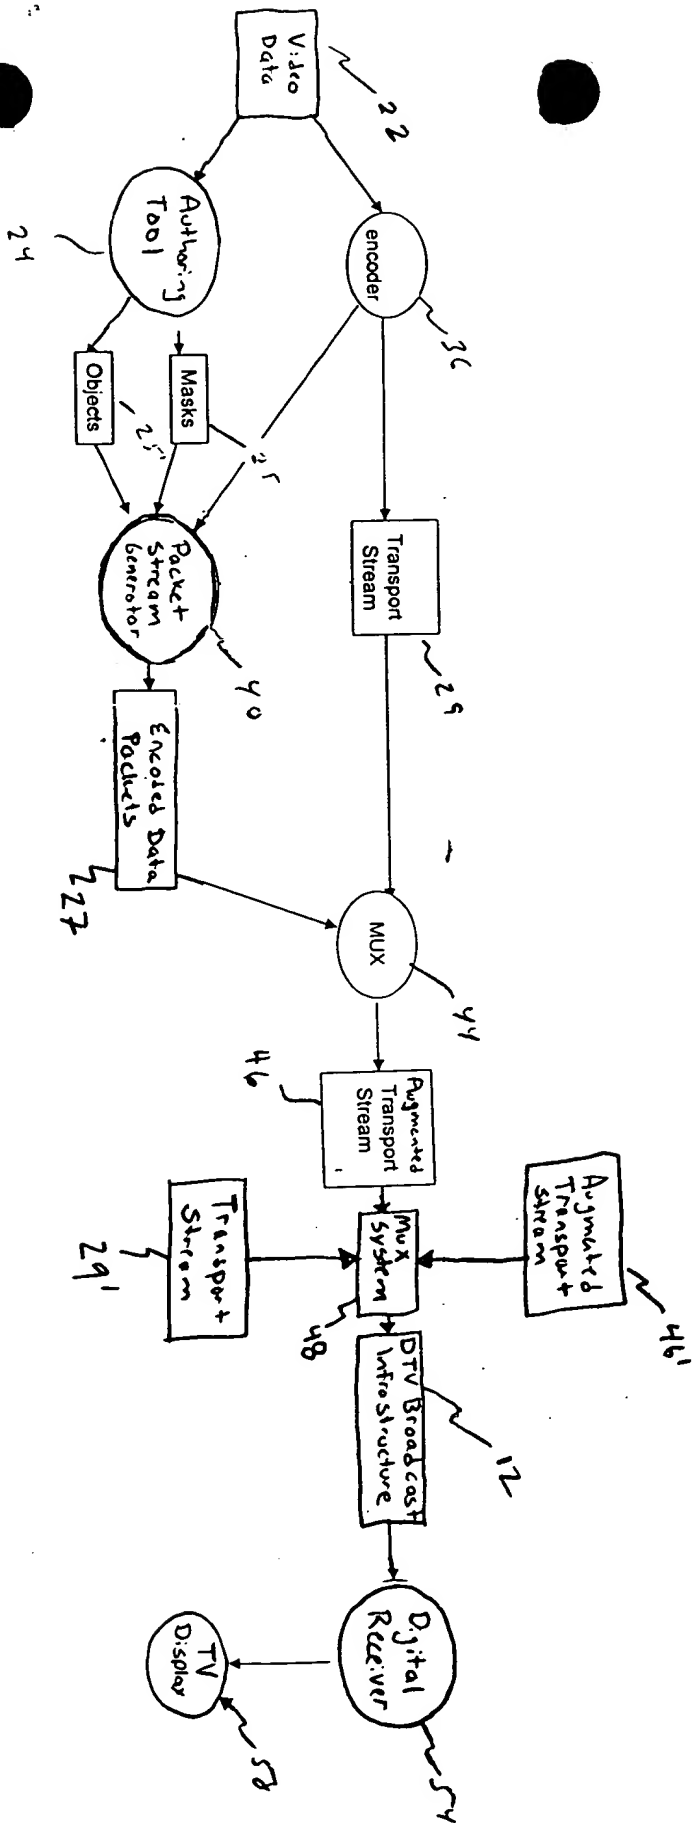 Video
Data
22
encoder
36
Authoring
Tool
24
Masks
25
Objects
25'
Transport
Stream
29
Packet
Stream
Generator
40
Encoded Data
Packets
27
MUX
44
Augmented
Transport
Stream
46
Augmented
Transport
Stream
46'
Mux
System
48
Transport
Stream
29'
DTV Broadcast
Infrastructure
12
Digital
Receiver
54
TV
Display
58